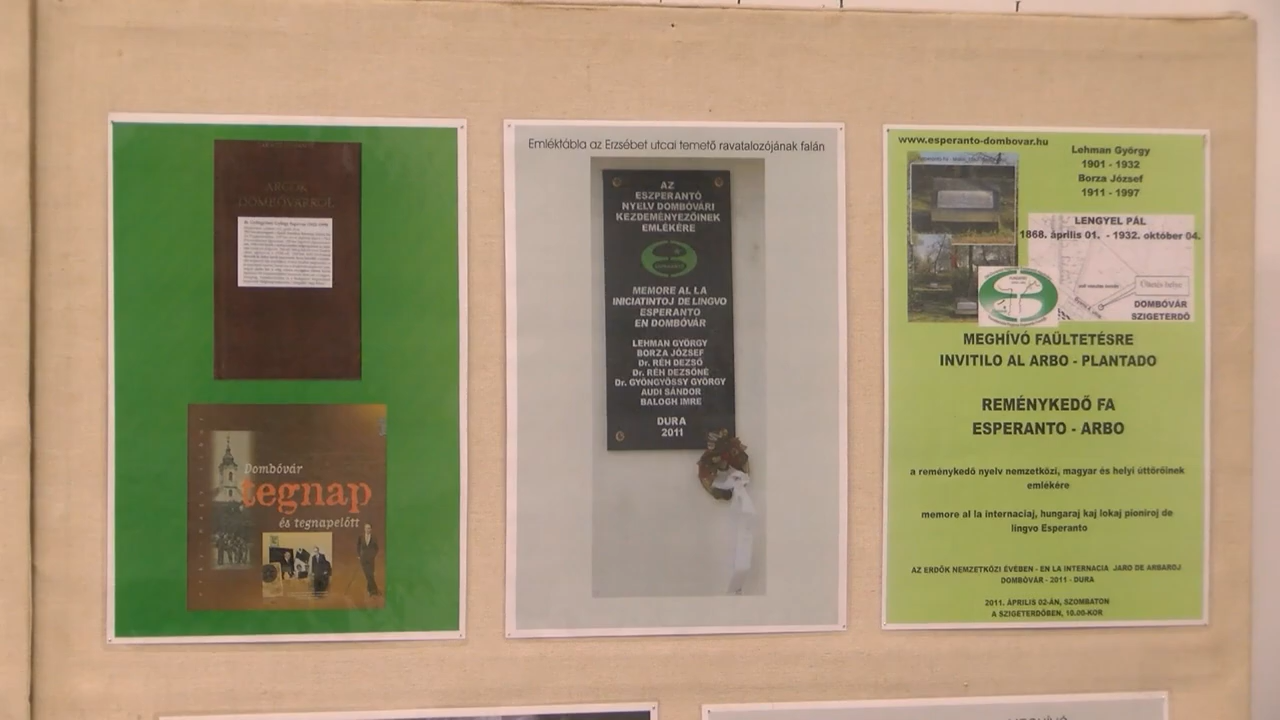 ARCOK
DOMBÓVÁRRÓL
Dombóvár
tegnap
és tegnapelőtt
Emléktábla az Erzsébet utcai temető ravatalozójának falán
AZ
ESZPERANTÓ
NYELV DOMBÓVÁRI
KEZDEMÉNYEZŐINEK
EMLÉKÉRE
MEMORE AL LA
INICIATINTOJ DE LINGVO
ESPERANTO
EN DOMBÓVÁR
LEHMAN GYÖRGY
BORZA JÓZSEF
Dr. RÉH DEZSŐ
Dr. RÉH DEZSŐNÉ
Dr. GYÖNGYÖSSY GYÖRGY
AUDI SÁNDOR
BALOGH IMRE
DURA
2011
www.esperanto-dombovar.hu
Lehman György
1901 - 1932
Borza József
1911 - 1997
LENGYEL PÁL
1868. április 01. - 1932. október 04.
Ültetés helye
DOMBÓVÁR
SZIGETERDŐ
MEGHÍVÓ FAÜLTETÉSRE
INVITILO AL ARBO - PLANTADO
REMÉNYKEDŐ FA
ESPERANTO - ARBO
a reménykedő nyelv nemzetközi, magyar és helyi úttörőinek
emlékére
memore al la internaciaj, hungaraj kaj lokaj pioniroj de
lingvo Esperanto
AZ ERDŐK NEMZETKÖZI ÉVÉBEN - EN LA INTERNACIA JARO DE ARBAROJ
DOMBÓVÁR - 2011 - DURA
2011. ÁPRILIS 02-ÁN, SZOMBATON
A SZIGETERDŐBEN, 10.00-KOR